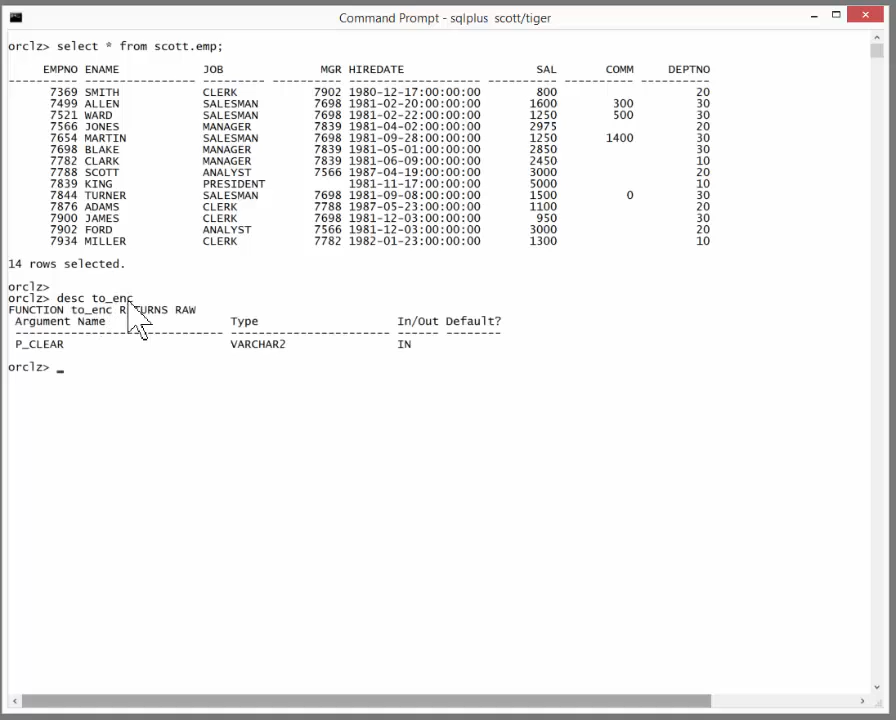 Command Prompt - sqlplus scott/tiger
orclz> select * from scott.emp;
EMPNO ENAME JOB MGR HIREDATE SAL COMM DEPTNO
---------- -------------------- --------- ---------- -------------------- ---------- ---------- ----------
7369 SMITH CLERK 7902 1980-12-17:00:00:00 800 20
7499 ALLEN SALESMAN 7698 1981-02-20:00:00:00 1600 300 30
7521 WARD SALESMAN 7698 1981-02-22:00:00:00 1250 500 30
7566 JONES MANAGER 7839 1981-04-02:00:00:00 2975 20
7654 MARTIN SALESMAN 7698 1981-09-28:00:00:00 1250 1400 30
7698 BLAKE MANAGER 7839 1981-05-01:00:00:00 2850 30
7782 CLARK MANAGER 7839 1981-06-09:00:00:00 2450 10
7788 SCOTT ANALYST 7566 1987-04-19:00:00:00 3000 20
7839 KING PRESIDENT 1981-11-17:00:00:00 5000 10
7844 TURNER SALESMAN 7698 1981-09-08:00:00:00 1500 0 30
7876 ADAMS CLERK 7788 1987-05-23:00:00:00 1100 20
7900 JAMES CLERK 7698 1981-12-03:00:00:00 950 30
7902 FORD ANALYST 7566 1981-12-03:00:00:00 3000 20
7934 MILLER CLERK 7782 1982-01-23:00:00:00 1300 10
14 rows selected.
orclz>
orclz> desc to_enc
FUNCTION to_enc RETURNS RAW
Argument Name Type In/Out Default?
------------------------------ ----------------------- ------ --------
P_CLEAR VARCHAR2 IN
orclz> _